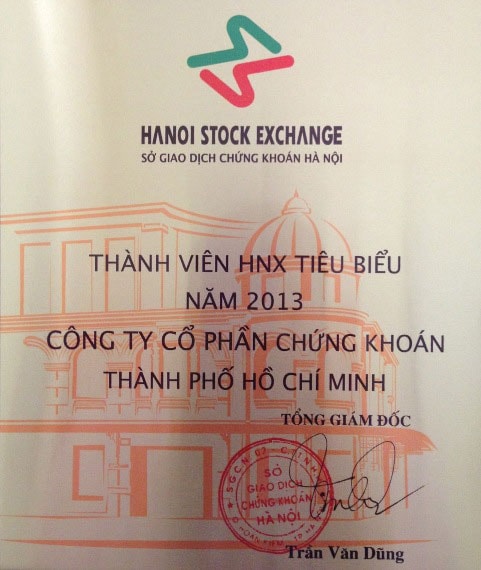 HANOI STOCK EXCHANGE
SỞ GIAO DỊCH CHỨNG KHOÁN HÀ NỘI
THÀNH VIÊN HNX TIÊU BIỂU
NĂM 2013
CÔNG TY CỔ PHẦN CHỨNG KHOÁN
THÀNH PHỐ HỒ CHÍ MINH
TỔNG GIÁM ĐỐC
SỞ
GIAO DỊCH
CHỨNG KHOÁN
HÀ NỘI
Trần Văn Dũng